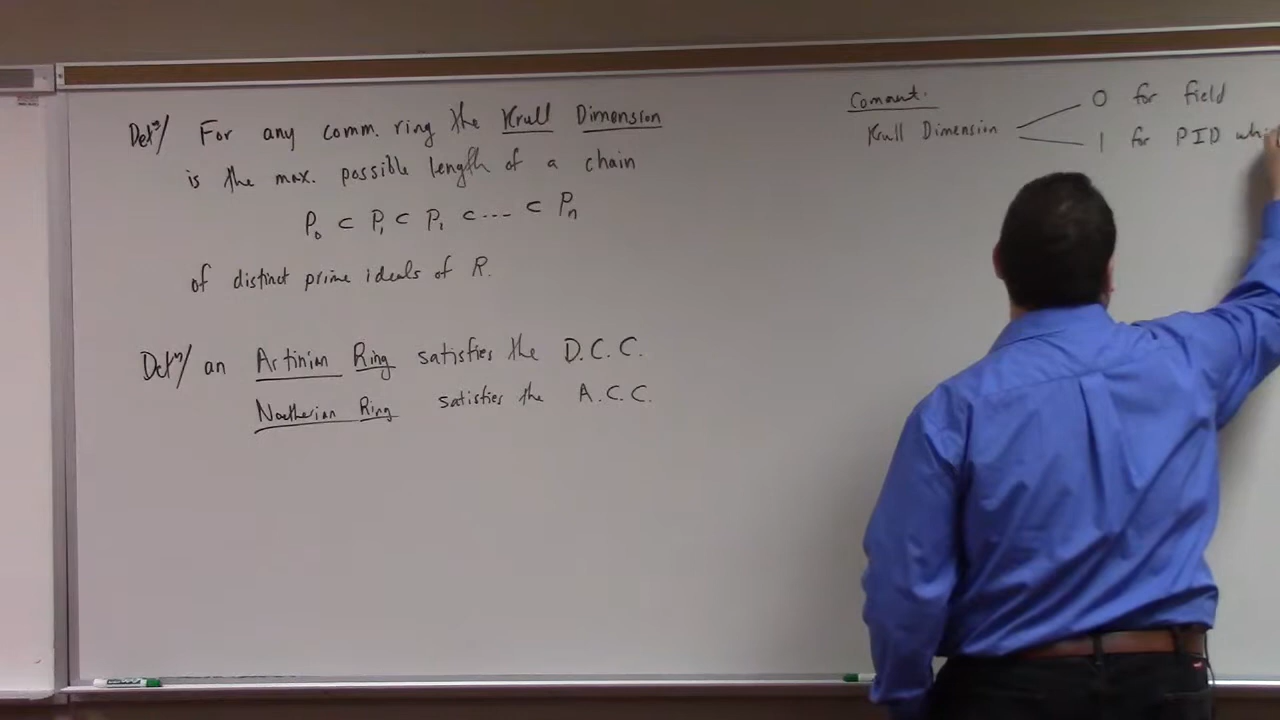 Defⁿ/ For any comm. ring the Krull Dimension
is the max. possible length of a chain
P₀ ⊂ P₁ ⊂ P₂ ⊂ ... ⊂ Pₙ
of distinct prime ideals of R.
Defⁿ/ an Artinian Ring satisfies the D.C.C.
Noetherian Ring satisfies the A.C.C.
Comment:
Krull Dimension
0 for field
1 for PID